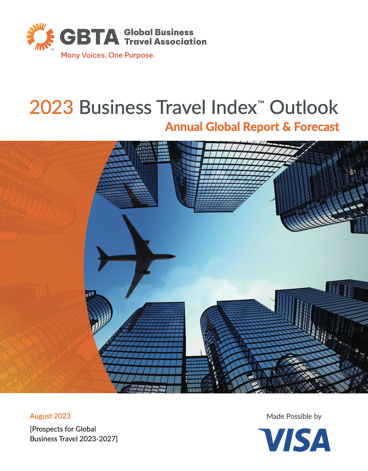 GBTA Global Business
Travel Association
Many Voices. One Purpose.
2023 Business Travel Index™ Outlook
Annual Global Report & Forecast
August 2023
[Prospects for Global
Business Travel 2023-2027]
Made Possible by
VISA